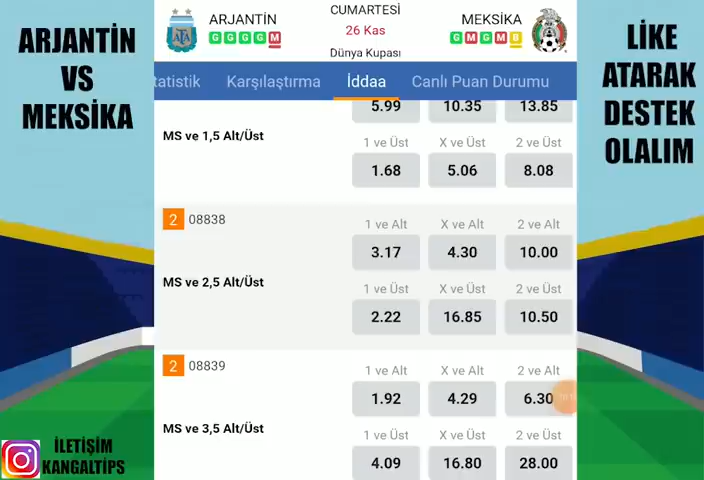 ARJANTİN
VS
MEKSİKA
ARJANTİN
G G G G M
CUMARTESİ
26 Kas
Dünya Kupası
MEKSİKA
G M G M B
LİKE
ATARAK
DESTEK
OLALIM
tatistik Karşılaştırma İddaa Canlı Puan Durumu
5.99 10.35 13.85
MS ve 1,5 Alt/Üst
1 ve Üst X ve Üst 2 ve Üst
1.68 5.06 8.08
2 08838
1 ve Alt X ve Alt 2 ve Alt
3.17 4.30 10.00
MS ve 2,5 Alt/Üst
1 ve Üst X ve Üst 2 ve Üst
2.22 16.85 10.50
2 08839
1 ve Alt X ve Alt 2 ve Alt
1.92 4.29 6.30
MS ve 3,5 Alt/Üst
1 ve Üst X ve Üst 2 ve Üst
4.09 16.80 28.00
İLETİŞİM
KANGALTİPS